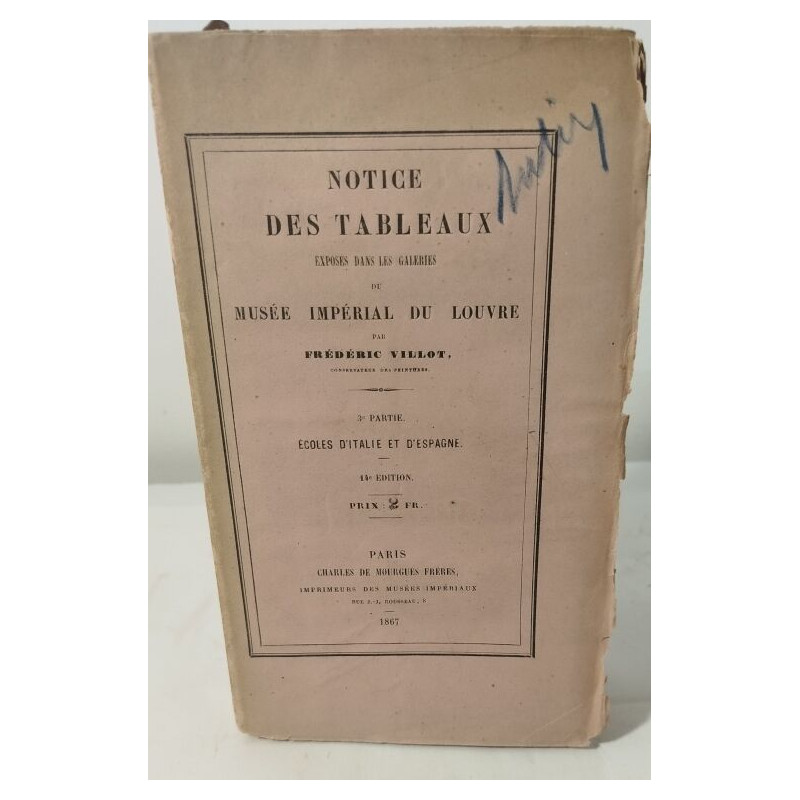 NOTICE
DES TABLEAUX
EXPOSÉS DANS LES GALERIES
DU
MUSÉE IMPÉRIAL DU LOUVRE
PAR
FRÉDÉRIC VILLOT,
CONSERVATEUR DES PEINTURES.
3e PARTIE.
ECOLES D'ITALIE ET D'ESPAGNE.
14e EDITION.
PRIX : 2 FR.
PARIS
CHARLES DE MOURGUES FRÈRES,
IMPRIMEURS DES MUSÉES IMPÉRIAUX
RUE J.-J. ROUSSEAU, 8
1867